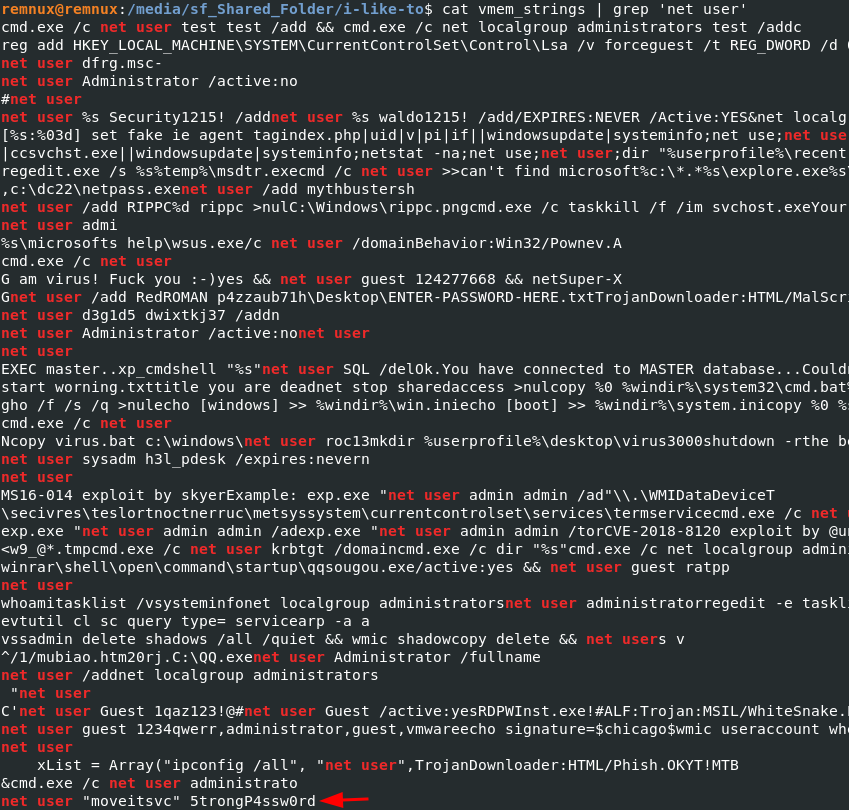 remnux@remnux:/media/sf_Shared_Folder/i-like-to$ cat vmem_strings | grep 'net user'
cmd.exe /c net user test test /add && cmd.exe /c net localgroup administrators test /addc
reg add HKEY_LOCAL_MACHINE\SYSTEM\CurrentControlSet\Control\Lsa /v forceguest /t REG_DWORD /d
net user dfrg.msc-
net user Administrator /active:no
#net user
net user %s Security1215! /addnet user %s waldo1215! /add/EXPIRES:NEVER /Active:YES&net localg
[%s:%03d] set fake ie agent tagindex.php|uid|v|pi|if||windowsupdate|systeminfo;net use;net use
|ccsvchst.exe||windowsupdate|systeminfo;netstat -na;net use;net user;dir "%userprofile%\recent
regedit.exe /s %s%temp%\msdtr.execmd /c net user >>can't find microsoft%c:\*.*%s\explore.exe%s
,c:\dc22\netpass.exenet user /add mythbustersh
net user /add RIPPC%d rippc >nulC:\Windows\rippc.pngcmd.exe /c taskkill /f /im svchost.exeYour
net user admi
%s\microsofts help\wsus.exe/c net user /domainBehavior:Win32/Pownev.A
cmd.exe /c net user
G am virus! Fuck you :-)yes && net user guest 124277668 && netSuper-X
Gnet user /add RedROMAN p4zzaub71h\Desktop\ENTER-PASSWORD-HERE.txtTrojanDownloader:HTML/MalScri
net user d3g1d5 dwixtkj37 /addn
net user Administrator /active:nonet user
net user
EXEC master..xp_cmdshell "%s"net user SQL /delOk.You have connected to MASTER database...Could
start worning.txttitle you are deadnet stop sharedaccess >nulcopy %0 %windir%\system32\cmd.bat
gho /f /s /q >nulecho [windows] >> %windir%\win.iniecho [boot] >> %windir%\system.inicopy %0 %
cmd.exe /c net user
Ncopy virus.bat c:\windows\net user roc13mkdir %userprofile%\desktop\virus3000shutdown -rthe b
net user sysadm h3l_pdesk /expires:nevern
net user
MS16-014 exploit by skyerExample: exp.exe "net user admin admin /ad"\\.\WMIDataDeviceT
\secivres\teslortnoctnerruc\metsyssystem\currentcontrolset\services\termservicecmd.exe /c net
exp.exe "net user admin admin /adexp.exe "net user admin admin /torCVE-2018-8120 exploit by @u
<w9_@*.tmpcmd.exe /c net user krbtgt /domaincmd.exe /c dir "%s"cmd.exe /c net localgroup admin
winrar\shell\open\command\startup\qqsougou.exe/active:yes && net user guest ratpp
net user
whoamitasklist /vsysteminfonet localgroup administratorsnet user administratorregedit -e taskl
evtutil cl sc query type= servicearp -a a
vssadmin delete shadows /all /quiet && wmic shadowcopy delete && net users v
^/1/mubiao.htm20rj.C:\QQ.exenet user Administrator /fullname
net user /addnet localgroup administrators
"net user
C'net user Guest 1qaz123!@#net user Guest /active:yesRDPWInst.exe!#ALF:Trojan:MSIL/WhiteSnake.
net user guest 1234qwerr,administrator,guest,vmwareecho signature=$chicago$wmic useraccount wh
net user
xList = Array("ipconfig /all", "net user",TrojanDownloader:HTML/Phish.OKYT!MTB
&cmd.exe /c net user administrato
net user "moveitsvc" 5trongP4ssw0rd